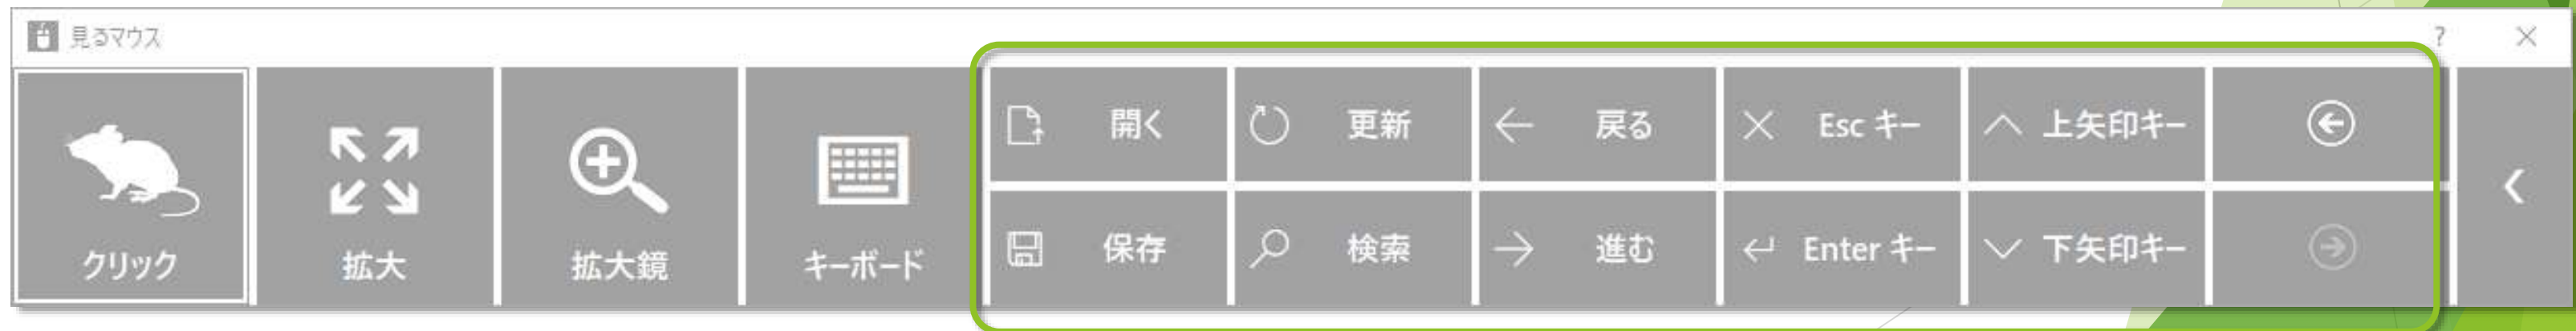 見るマウス
?
クリック
拡大
拡大鏡
キーボード
開く
更新
戻る
Esc キー
上矢印キー
保存
検索
進む
Enter キー
下矢印キー